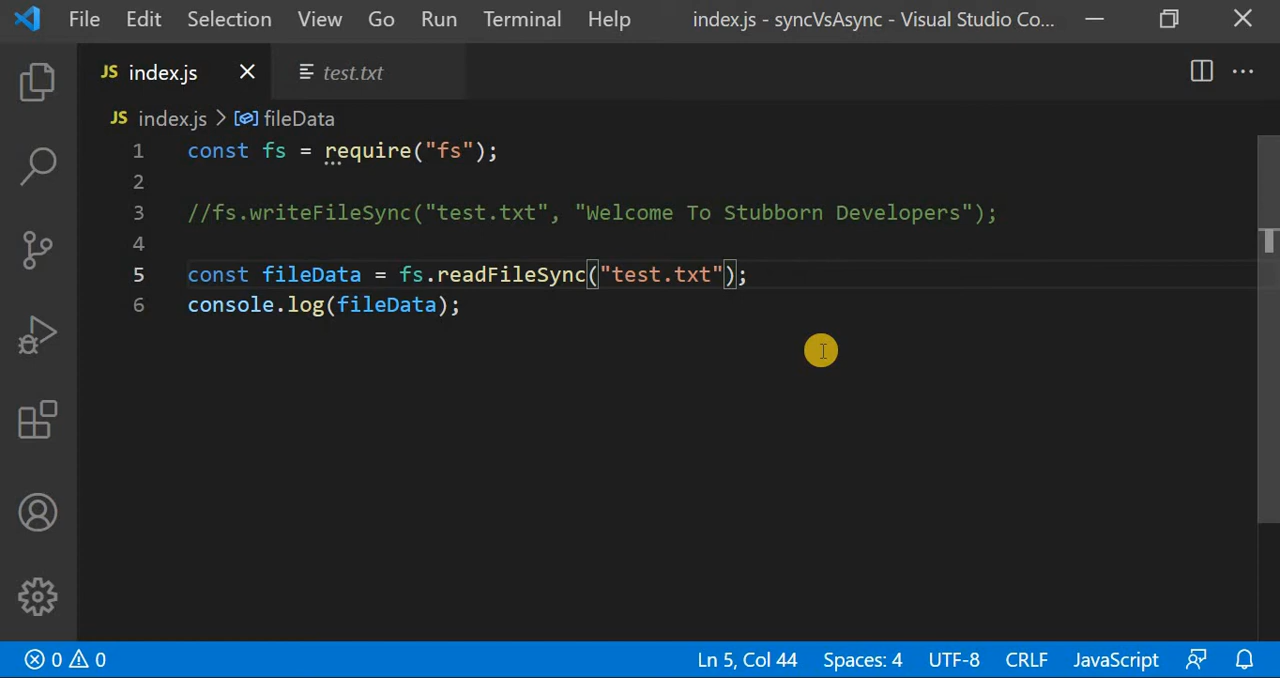 File Edit Selection View Go Run Terminal Help index.js - syncVsAsync - Visual Studio Co...
JS index.js test.txt
JS index.js fileData
1 const fs = require("fs");
2
3 //fs.writeFileSync("test.txt", "Welcome To Stubborn Developers");
4
5 const fileData = fs.readFileSync("test.txt");
6 console.log(fileData);
0 0 Ln 5, Col 44 Spaces: 4 UTF-8 CRLF JavaScript